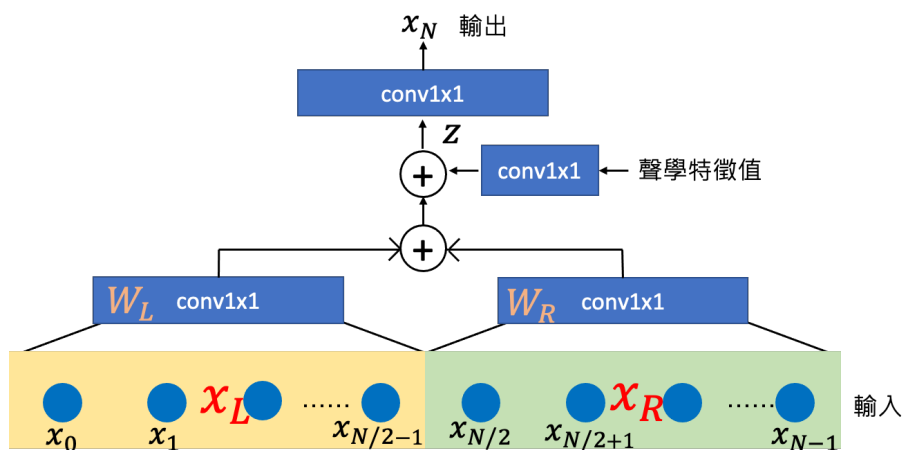 x_N 輸出
conv1x1
z
+ conv1x1 聲學特徵值
+
W_L conv1x1 W_R conv1x1
x_L ...... x_R ...... 輸入
x_0 x_1 x_{N/2-1} x_{N/2} x_{N/2+1} x_{N-1}